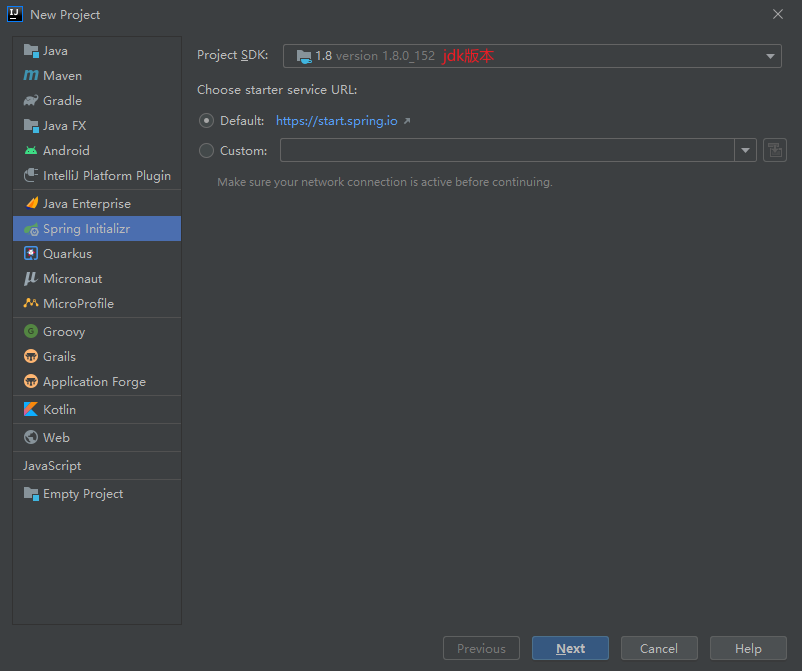 New Project
Java
Maven
Gradle
Java FX
Android
IntelliJ Platform Plugin
Java Enterprise
Spring Initializr
Quarkus
Micronaut
MicroProfile
Groovy
Grails
Application Forge
Kotlin
Web
JavaScript
Empty Project
Project SDK: 1.8 version 1.8.0_152 jdk版本
Choose starter service URL:
Default: https://start.spring.io
Custom:
Make sure your network connection is active before continuing.
Previous Next Cancel Help